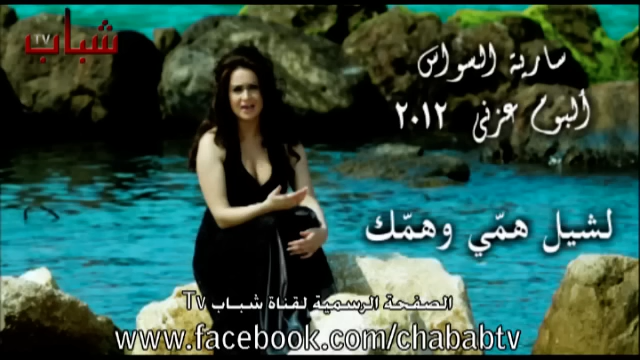 شباب
TV
سارية السواس
ألبوم عزني ٢٠١٢
لشيل همّي وهمّك
الصفحة الرسمية لقناة شباب Tv
www.facebook.com/chababtv